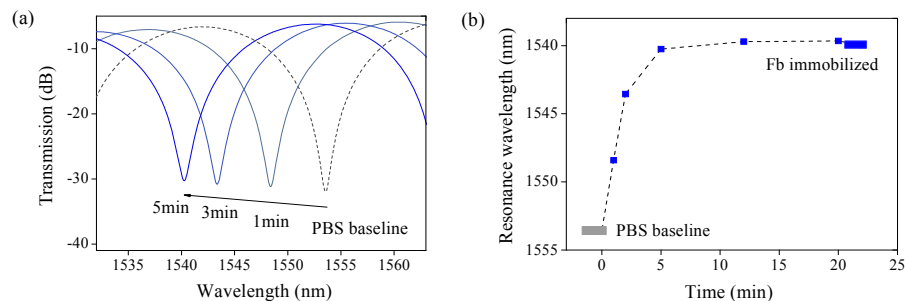 (a)
Transmission (dB)
-10
-20
-30
-40
5min
3min
1min
PBS baseline
1535 1540 1545 1550 1555 1560
Wavelength (nm)
(b)
Resonance wavelength (nm)
1540
1545
1550
1555
Fb immobilized
PBS baseline
0 5 10 15 20 25
Time (min)